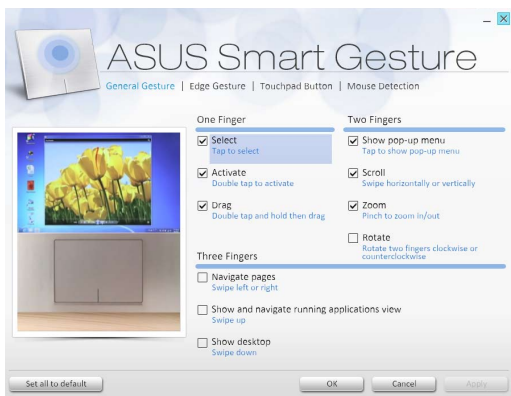 ASUS Smart Gesture
General Gesture | Edge Gesture | Touchpad Button | Mouse Detection
One Finger
Select
Tap to select
Activate
Double tap to activate
Drag
Double tap and hold then drag
Two Fingers
Show pop-up menu
Tap to show pop-up menu
Scroll
Swipe horizontally or vertically
Zoom
Pinch to zoom in/out
Rotate
Rotate two fingers clockwise or
counterclockwise
Three Fingers
Navigate pages
Swipe left or right
Show and navigate running applications view
Swipe up
Show desktop
Swipe down
Set all to default
OK
Cancel
Apply